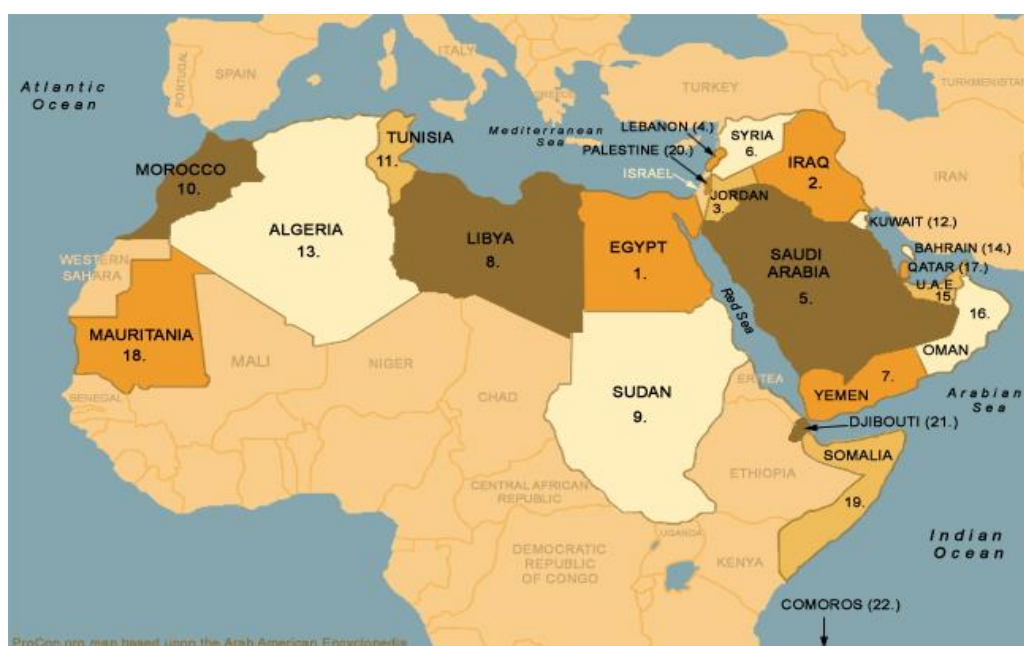 Atlantic
Ocean
PORTUGAL
SPAIN
ITALY
GREECE
TURKEY
TURKMENISTAN
Mediterranean
Sea
TUNISIA
11.
LEBANON (4.)
PALESTINE (20.)
ISRAEL
SYRIA
6.
IRAQ
2.
IRAN
JORDAN
3.
MOROCCO
10.
ALGERIA
13.
LIBYA
8.
EGYPT
1.
SAUDI
ARABIA
5.
KUWAIT (12.)
BAHRAIN (14.)
QATAR (17.)
U.A.E.
15.
16.
OMAN
WESTERN
SAHARA
Red Sea
MAURITANIA
18.
MALI
NIGER
CHAD
SUDAN
9.
ERITEA
7.
YEMEN
Arabian
Sea
SENEGAL
DJIBOUTI (21.)
SOMALIA
19.
ETHIOPIA
CENTRAL AFRICAN
REPUBLIC
UGANDA
KENYA
DEMOCRATIC
REPUBLIC
OF CONGO
Indian
Ocean
COMOROS (22.)
ProCon.org map based upon the Arab American Encyclopedia